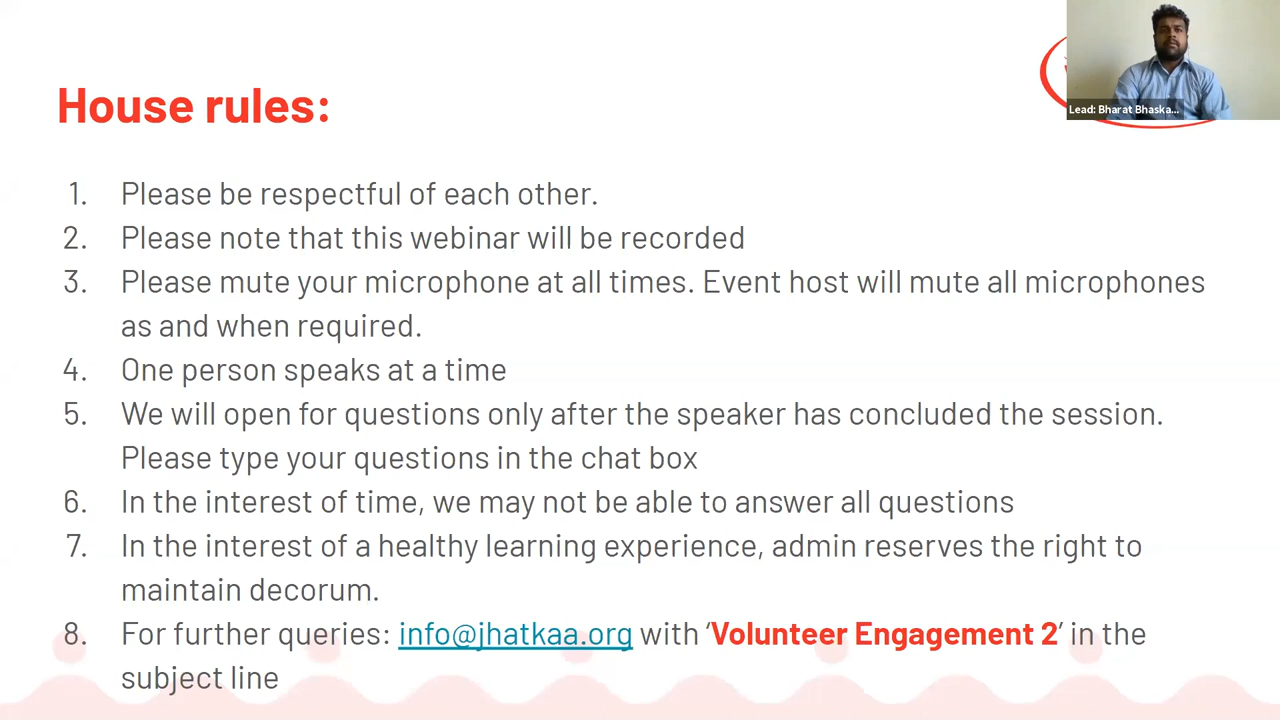 Lead: Bharat Bhaska...
House rules:
1. Please be respectful of each other.
2. Please note that this webinar will be recorded
3. Please mute your microphone at all times. Event host will mute all microphones
as and when required.
4. One person speaks at a time
5. We will open for questions only after the speaker has concluded the session.
Please type your questions in the chat box
6. In the interest of time, we may not be able to answer all questions
7. In the interest of a healthy learning experience, admin reserves the right to
maintain decorum.
8. For further queries: info@jhatkaa.org with ‘Volunteer Engagement 2’ in the
subject line